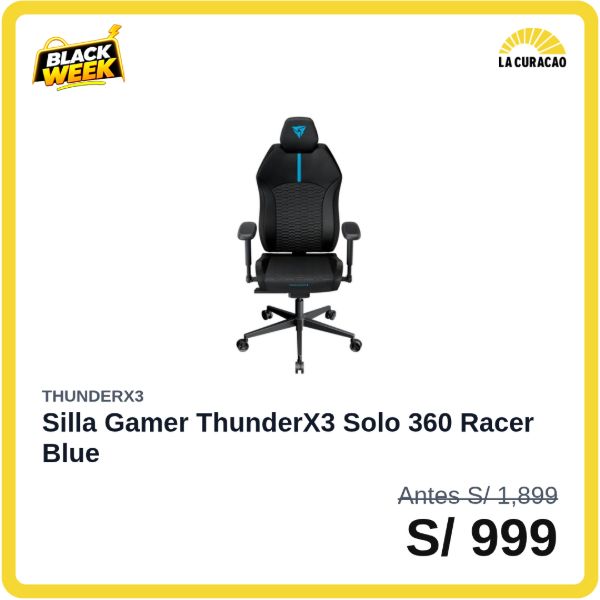 BLACK
WEEK
LA CURACAO
THUNDERX3
Silla Gamer ThunderX3 Solo 360 Racer
Blue
Antes S/ 1,899
S/ 999